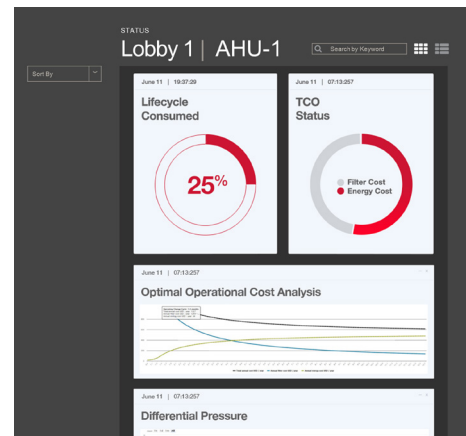 STATUS
Lobby 1 | AHU-1
Search by Keyword
Sort By
June 11 | 19:37:29
Lifecycle
Consumed
25%
June 11 | 07:13:257
TCO
Status
Filter Cost
Energy Cost
June 11 | 07:13:257
Optimal Operational Cost Analysis
June 11 | 07:13:257
Differential Pressure